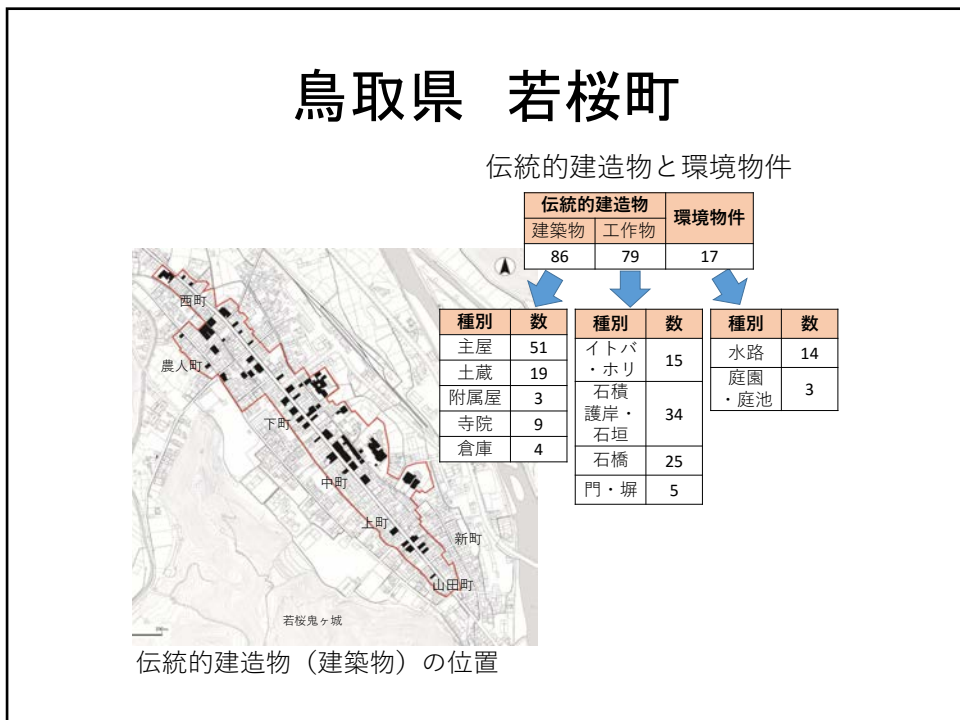 鳥取県　若桜町
伝統的建造物と環境物件
伝統的建造物 環境物件
建築物 工作物
86 79 17
種別 数
主屋 51
土蔵 19
附属屋 3
寺院 9
倉庫 4
種別 数
イトバ
・ホリ 15
石積
護岸・ 34
石垣
石橋 25
門・塀 5
種別 数
水路 14
庭園
・庭池 3
西町
農人町
下町
中町
上町
新町
山田町
若桜鬼ヶ城
伝統的建造物（建築物）の位置